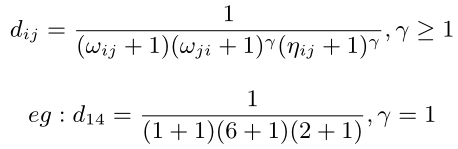 d_{ij} = \frac{1}{(\omega_{ij} + 1)(\omega_{ji} + 1)^{\gamma}(\eta_{ij} + 1)^{\gamma}}, \gamma \geq 1
eg : d_{14} = \frac{1}{(1 + 1)(6 + 1)(2 + 1)}, \gamma = 1